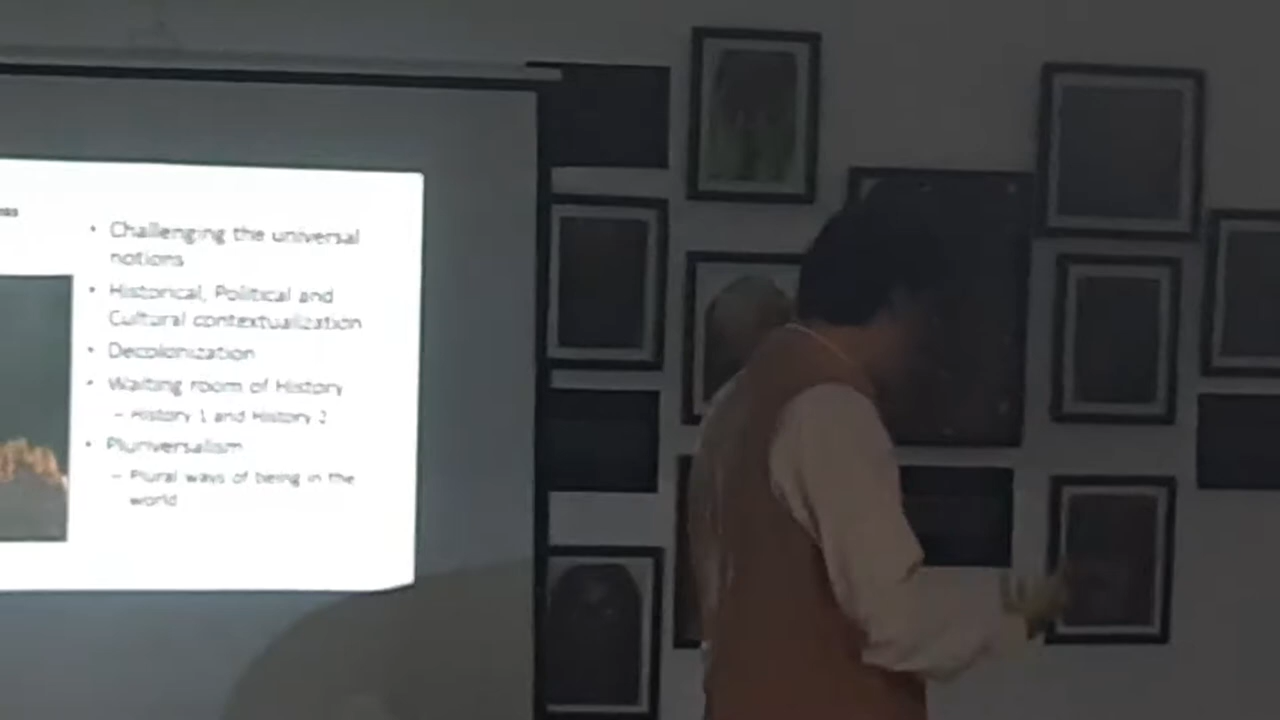 • Challenging the universal
notions
• Historical, Political and
Cultural contextualization
• Decolonization
• Waiting room of History
– History 1 and History 2
• Pluriversalism
– Plural ways of being in the
world